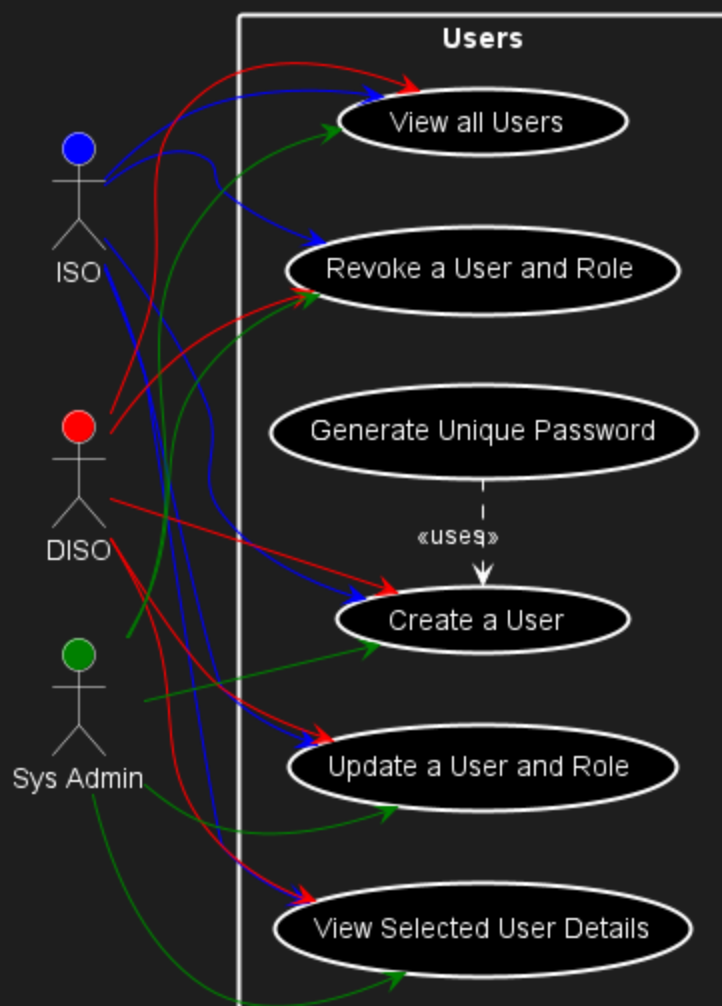 Users
View all Users
ISO
Revoke a User and Role
Generate Unique Password
«uses»
DISO
Create a User
Update a User and Role
Sys Admin
View Selected User Details